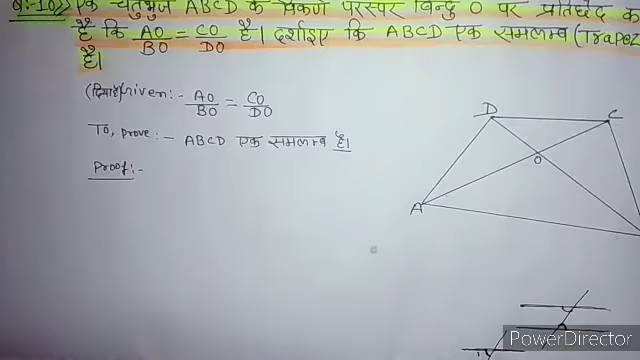 Q:-10>> एक चतुर्भुज ABCD के विकर्ण परस्पर बिन्दु O पर प्रतिच्छेद कर
है कि AO/BO = CO/DO है। दर्शाइए कि ABCD एक समलम्ब (Trapez
है।
(दिया है) Given:- AO/BO = CO/DO
To, prove:- ABCD एक समलम्ब है।
Proof:-
D C
O
A
PowerDirector